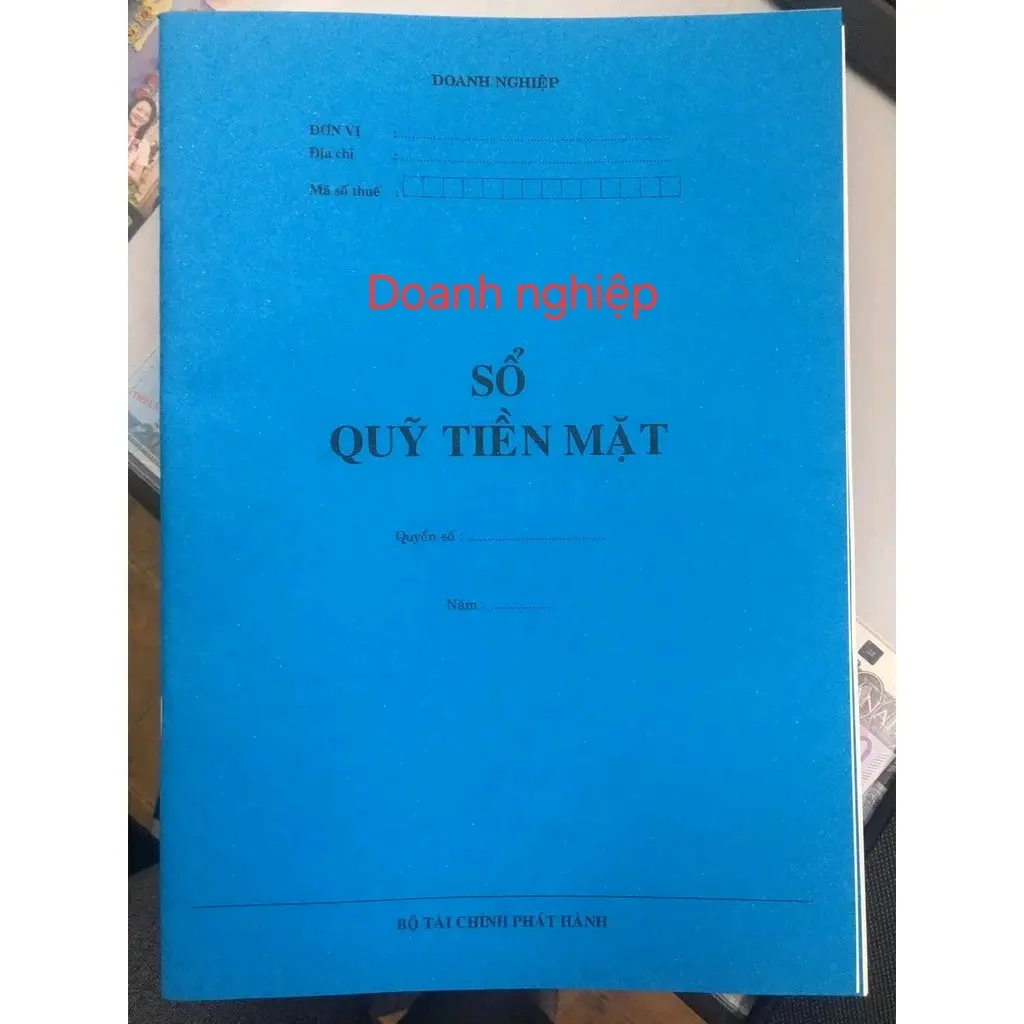 DOANH NGHIỆP
ĐƠN VỊ :
Địa chỉ :
Mã số thuế :
Doanh nghiệp
SỔ
QUỸ TIỀN MẶT
Quyển số :
Năm :
BỘ TÀI CHÍNH PHÁT HÀNH